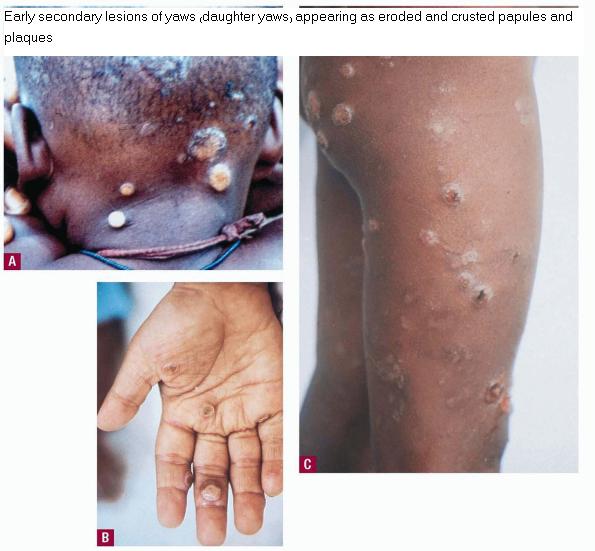 Early secondary lesions of yaws (daughter yaws) appearing as eroded and crusted papules and
plaques
A
B
C